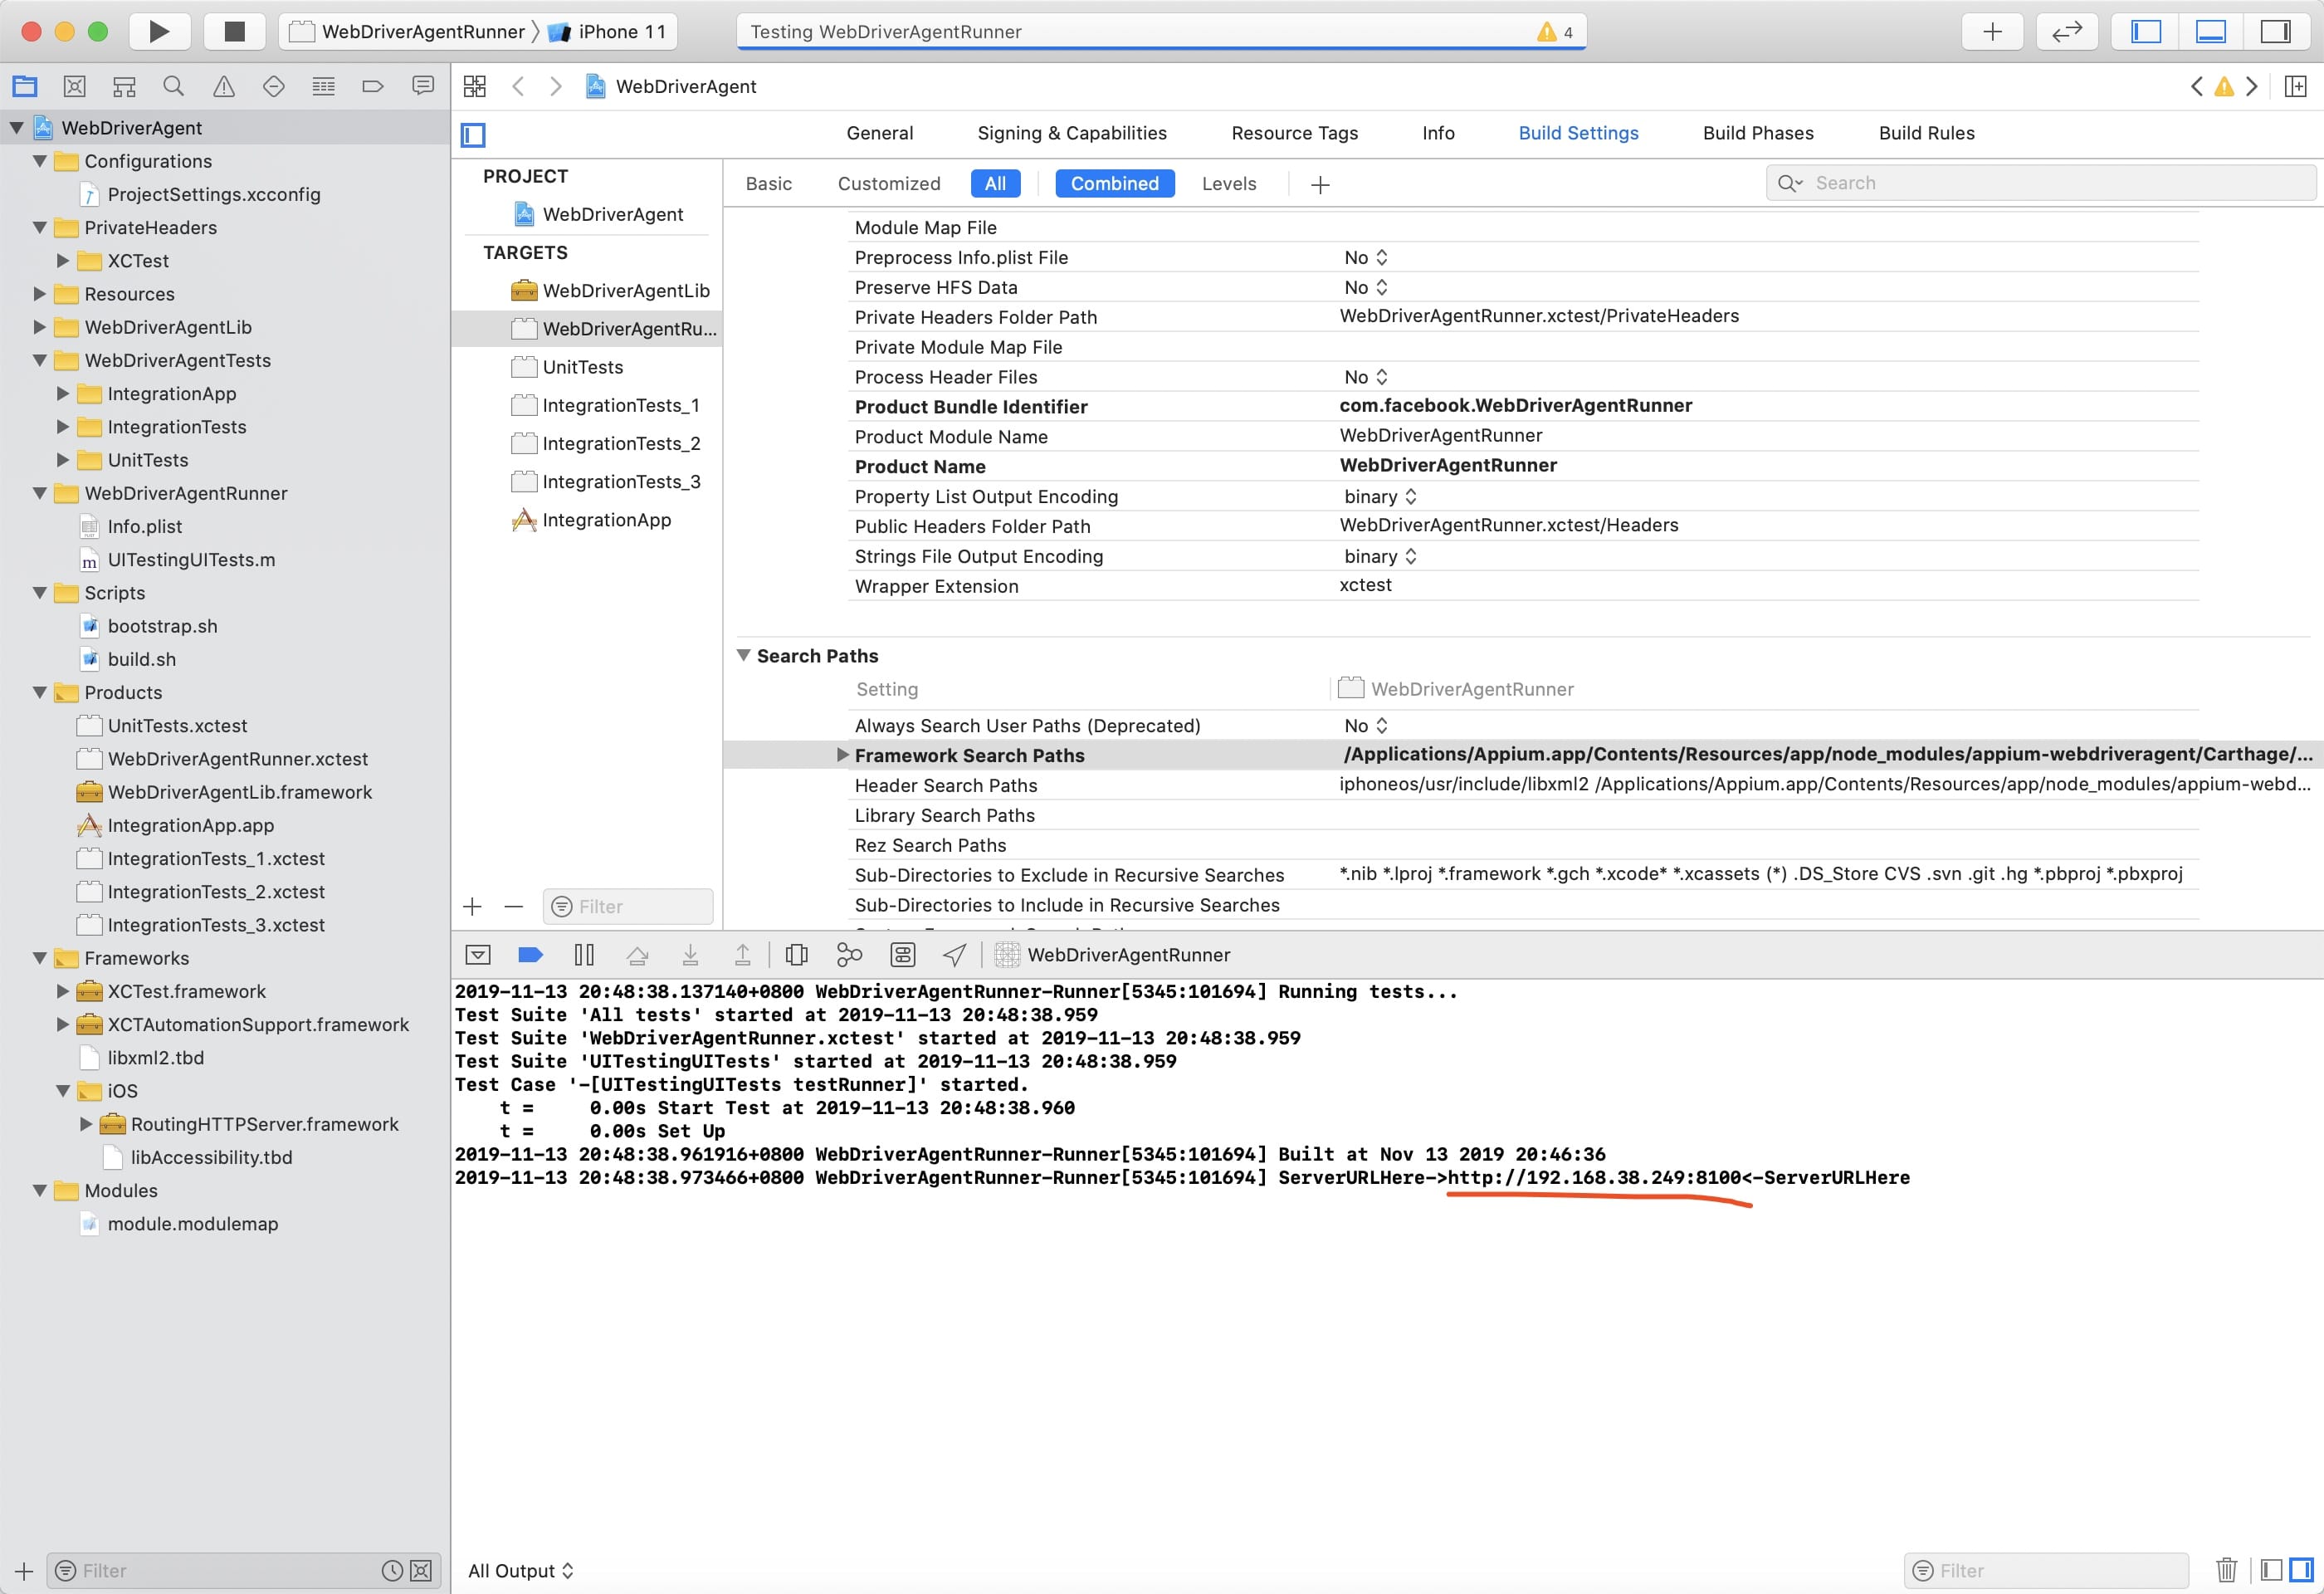 WebDriverAgentRunner
iPhone 11
Testing WebDriverAgentRunner
4
WebDriverAgent
Configurations
ProjectSettings.xcconfig
PrivateHeaders
XCTest
Resources
WebDriverAgentLib
WebDriverAgentTests
IntegrationApp
IntegrationTests
UnitTests
WebDriverAgentRunner
Info.plist
UITestingUITests.m
Scripts
bootstrap.sh
build.sh
Products
UnitTests.xctest
WebDriverAgentRunner.xctest
WebDriverAgentLib.framework
IntegrationApp.app
IntegrationTests_1.xctest
IntegrationTests_2.xctest
IntegrationTests_3.xctest
Frameworks
XCTest.framework
XCTAutomationSupport.framework
libxml2.tbd
iOS
RoutingHTTPServer.framework
libAccessibility.tbd
Modules
module.modulemap
Filter
WebDriverAgent
General Signing & Capabilities Resource Tags Info Build Settings Build Phases Build Rules
PROJECT
WebDriverAgent
TARGETS
WebDriverAgentLib
WebDriverAgentRu...
UnitTests
IntegrationTests_1
IntegrationTests_2
IntegrationTests_3
IntegrationApp
Filter
Basic Customized All Combined Levels Search
Module Map File
Preprocess Info.plist File No
Preserve HFS Data No
Private Headers Folder Path WebDriverAgentRunner.xctest/PrivateHeaders
Private Module Map File
Process Header Files No
Product Bundle Identifier com.facebook.WebDriverAgentRunner
Product Module Name WebDriverAgentRunner
Product Name WebDriverAgentRunner
Property List Output Encoding binary
Public Headers Folder Path WebDriverAgentRunner.xctest/Headers
Strings File Output Encoding binary
Wrapper Extension xctest
Search Paths
Setting WebDriverAgentRunner
Always Search User Paths (Deprecated) No
Framework Search Paths /Applications/Appium.app/Contents/Resources/app/node_modules/appium-webdriveragent/Carthage/...
Header Search Paths iphoneos/usr/include/libxml2 /Applications/Appium.app/Contents/Resources/app/node_modules/appium-webd...
Library Search Paths
Rez Search Paths
Sub-Directories to Exclude in Recursive Searches *.nib *.lproj *.framework *.gch *.xcode* *.xcassets (*) .DS_Store CVS .svn .git .hg *.pbproj *.pbxproj
Sub-Directories to Include in Recursive Searches
WebDriverAgentRunner
2019-11-13 20:48:38.137140+0800 WebDriverAgentRunner-Runner[5345:101694] Running tests...
Test Suite 'All tests' started at 2019-11-13 20:48:38.959
Test Suite 'WebDriverAgentRunner.xctest' started at 2019-11-13 20:48:38.959
Test Suite 'UITestingUITests' started at 2019-11-13 20:48:38.959
Test Case '-[UITestingUITests testRunner]' started.
t = 0.00s Start Test at 2019-11-13 20:48:38.960
t = 0.00s Set Up
2019-11-13 20:48:38.961916+0800 WebDriverAgentRunner-Runner[5345:101694] Built at Nov 13 2019 20:46:36
2019-11-13 20:48:38.973466+0800 WebDriverAgentRunner-Runner[5345:101694] ServerURLHere->http://192.168.38.249:8100<-ServerURLHere
All Output
Filter